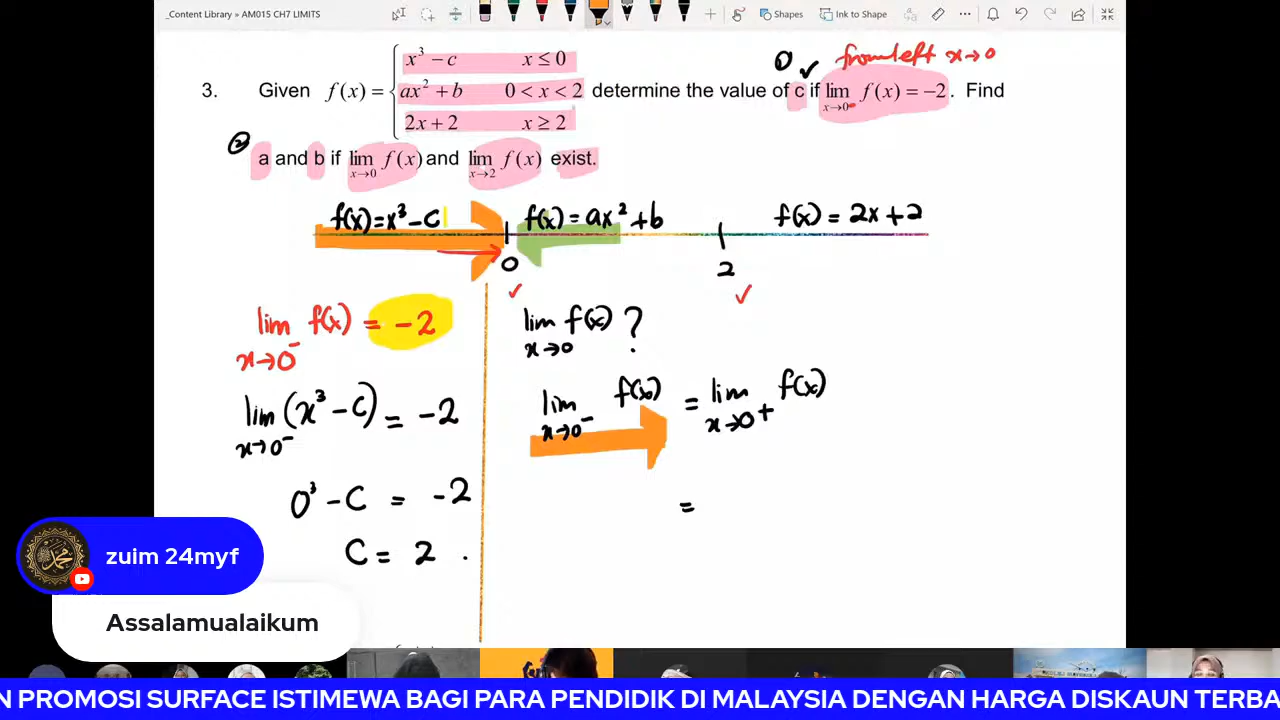 _Content Library » AM015 CH7 LIMITS
Shapes
Ink to Shape
from left x→0
3. Given f(x) = { x³ − c x ≤ 0
ax² + b 0 < x < 2
2x + 2 x ≥ 2
determine the value of c if lim x→0⁻ f(x) = −2. Find
② a and b if lim x→0 f(x) and lim x→2 f(x) exist.
f(x) = x³ − c f(x) = ax² + b f(x) = 2x + 2
0 2
lim x→0⁻ f(x) = −2
lim x→0⁻ (x³ − c) = −2
0³ − c = −2
c = 2.
lim x→0 f(x) ?
lim x→0⁻ f(x) = lim x→0+ f(x)
=
zuim 24myf
Assalamualaikum
N PROMOSI SURFACE ISTIMEWA BAGI PARA PENDIDIK DI MALAYSIA DENGAN HARGA DISKAUN TERBA